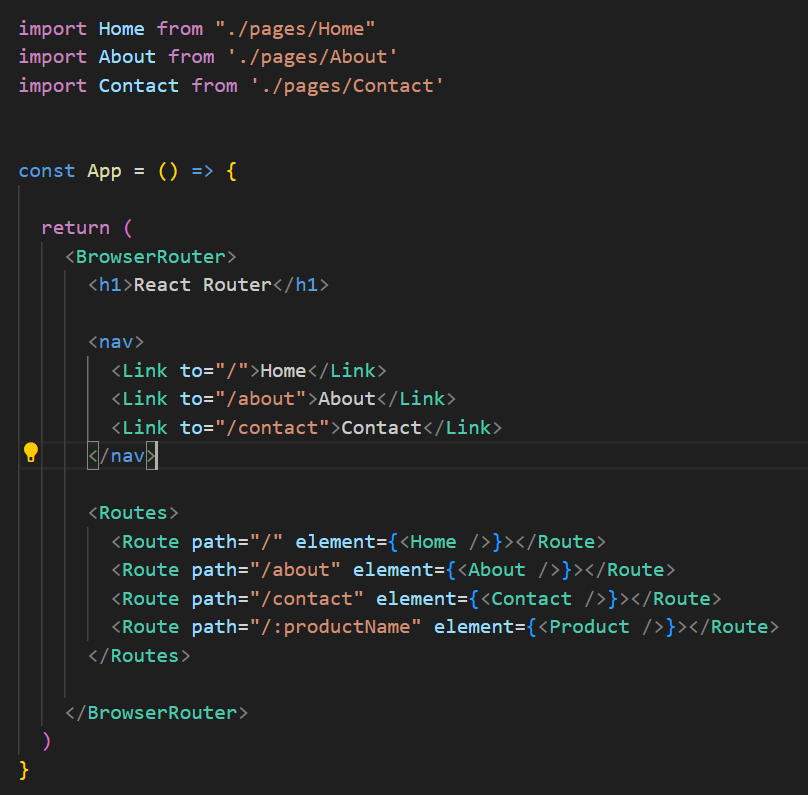 import Home from "./pages/Home"
import About from './pages/About'
import Contact from './pages/Contact'
const App = () => {
return (
<BrowserRouter>
<h1>React Router</h1>
<nav>
<Link to="/">Home</Link>
<Link to="/about">About</Link>
<Link to="/contact">Contact</Link>
</nav>
<Routes>
<Route path="/" element={<Home />}></Route>
<Route path="/about" element={<About />}></Route>
<Route path="/contact" element={<Contact />}></Route>
<Route path="/:productName" element={<Product />}></Route>
</Routes>
</BrowserRouter>
)
}